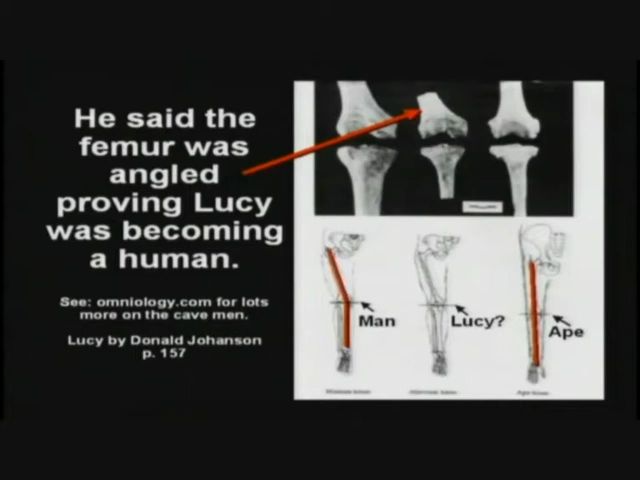 He said the
femur was
angled
proving Lucy
was becoming
a human.
See: omniology.com for lots
more on the cave men.
Lucy by Donald Johanson
p. 157
Man
Lucy?
Ape